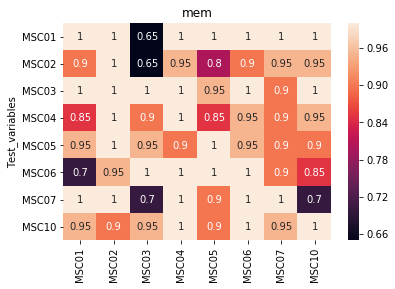 mem
MSC01 1 1 0.65 1 1 1 1 1
MSC02 0.9 1 0.65 0.95 0.8 0.9 0.95 0.95
MSC03 1 1 1 1 0.95 1 0.9 1
MSC04 0.85 1 0.9 1 0.85 0.95 0.9 0.95
MSC05 0.95 1 0.95 0.9 1 0.95 0.9 0.9
MSC06 0.7 0.95 1 1 1 1 0.9 0.85
MSC07 1 1 0.7 1 0.9 1 1 0.7
MSC10 0.95 0.9 0.95 1 0.9 1 0.95 1
Test_variables
MSC01 MSC02 MSC03 MSC04 MSC05 MSC06 MSC07 MSC10
0.96
0.90
0.84
0.78
0.72
0.66